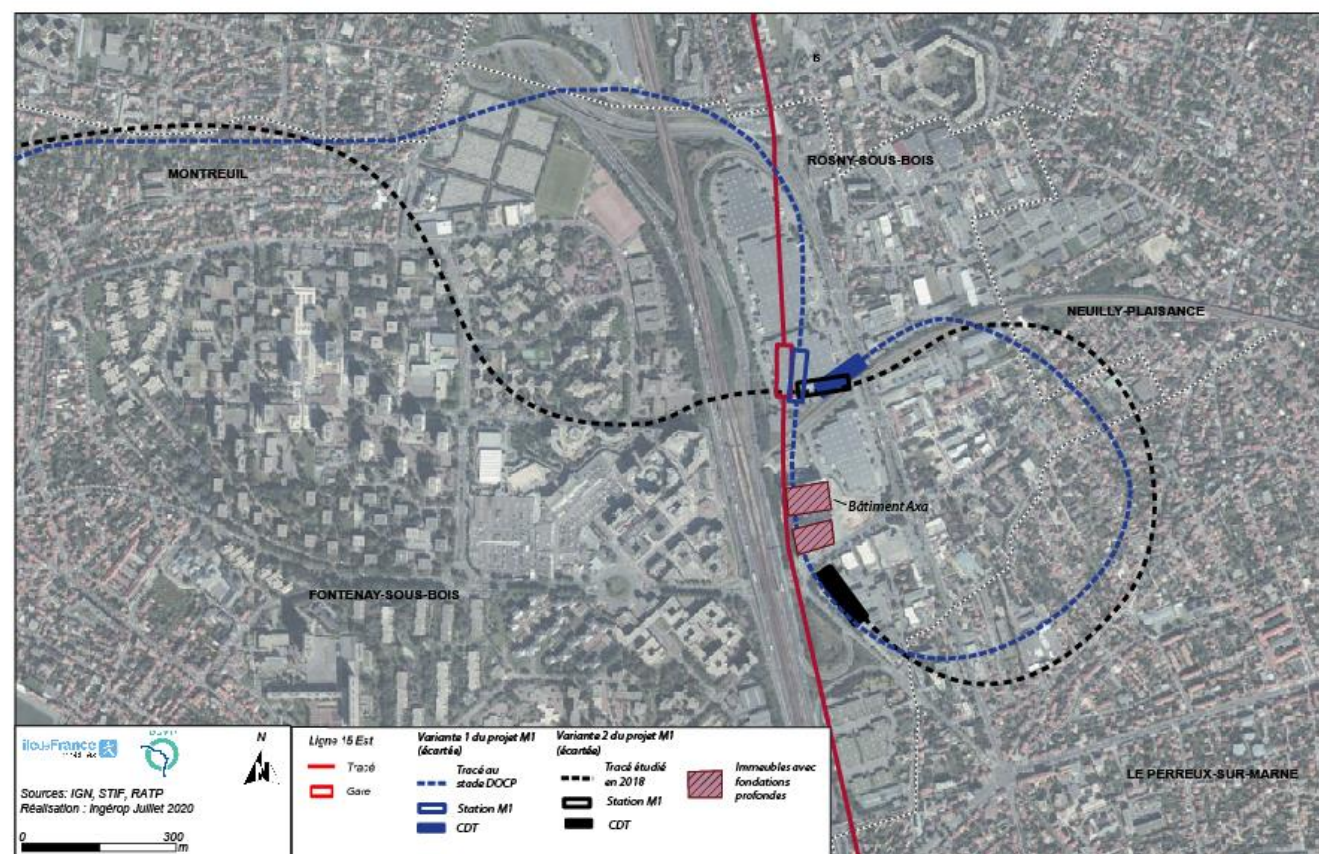 MONTREUIL
ROSNY-SOUS-BOIS
NEUILLY-PLAISANCE
Bâtiment Axa
FONTENAY-SOUS-BOIS
LE PERREUX-SUR-MARNE
île de France
Sources: IGN, STIF, RATP
Réalisation : Ingérop Juillet 2020
0 300
m
N
Ligne 15 Est
Tracé
Gare
Variante 1 du projet M1
(écartée)
Tracé au
stade DOCP
Station M1
CDT
Variante 2 du projet M1
(écartée)
Tracé étudié
en 2018
Station M1
CDT
Immeubles avec
fondations
profondes